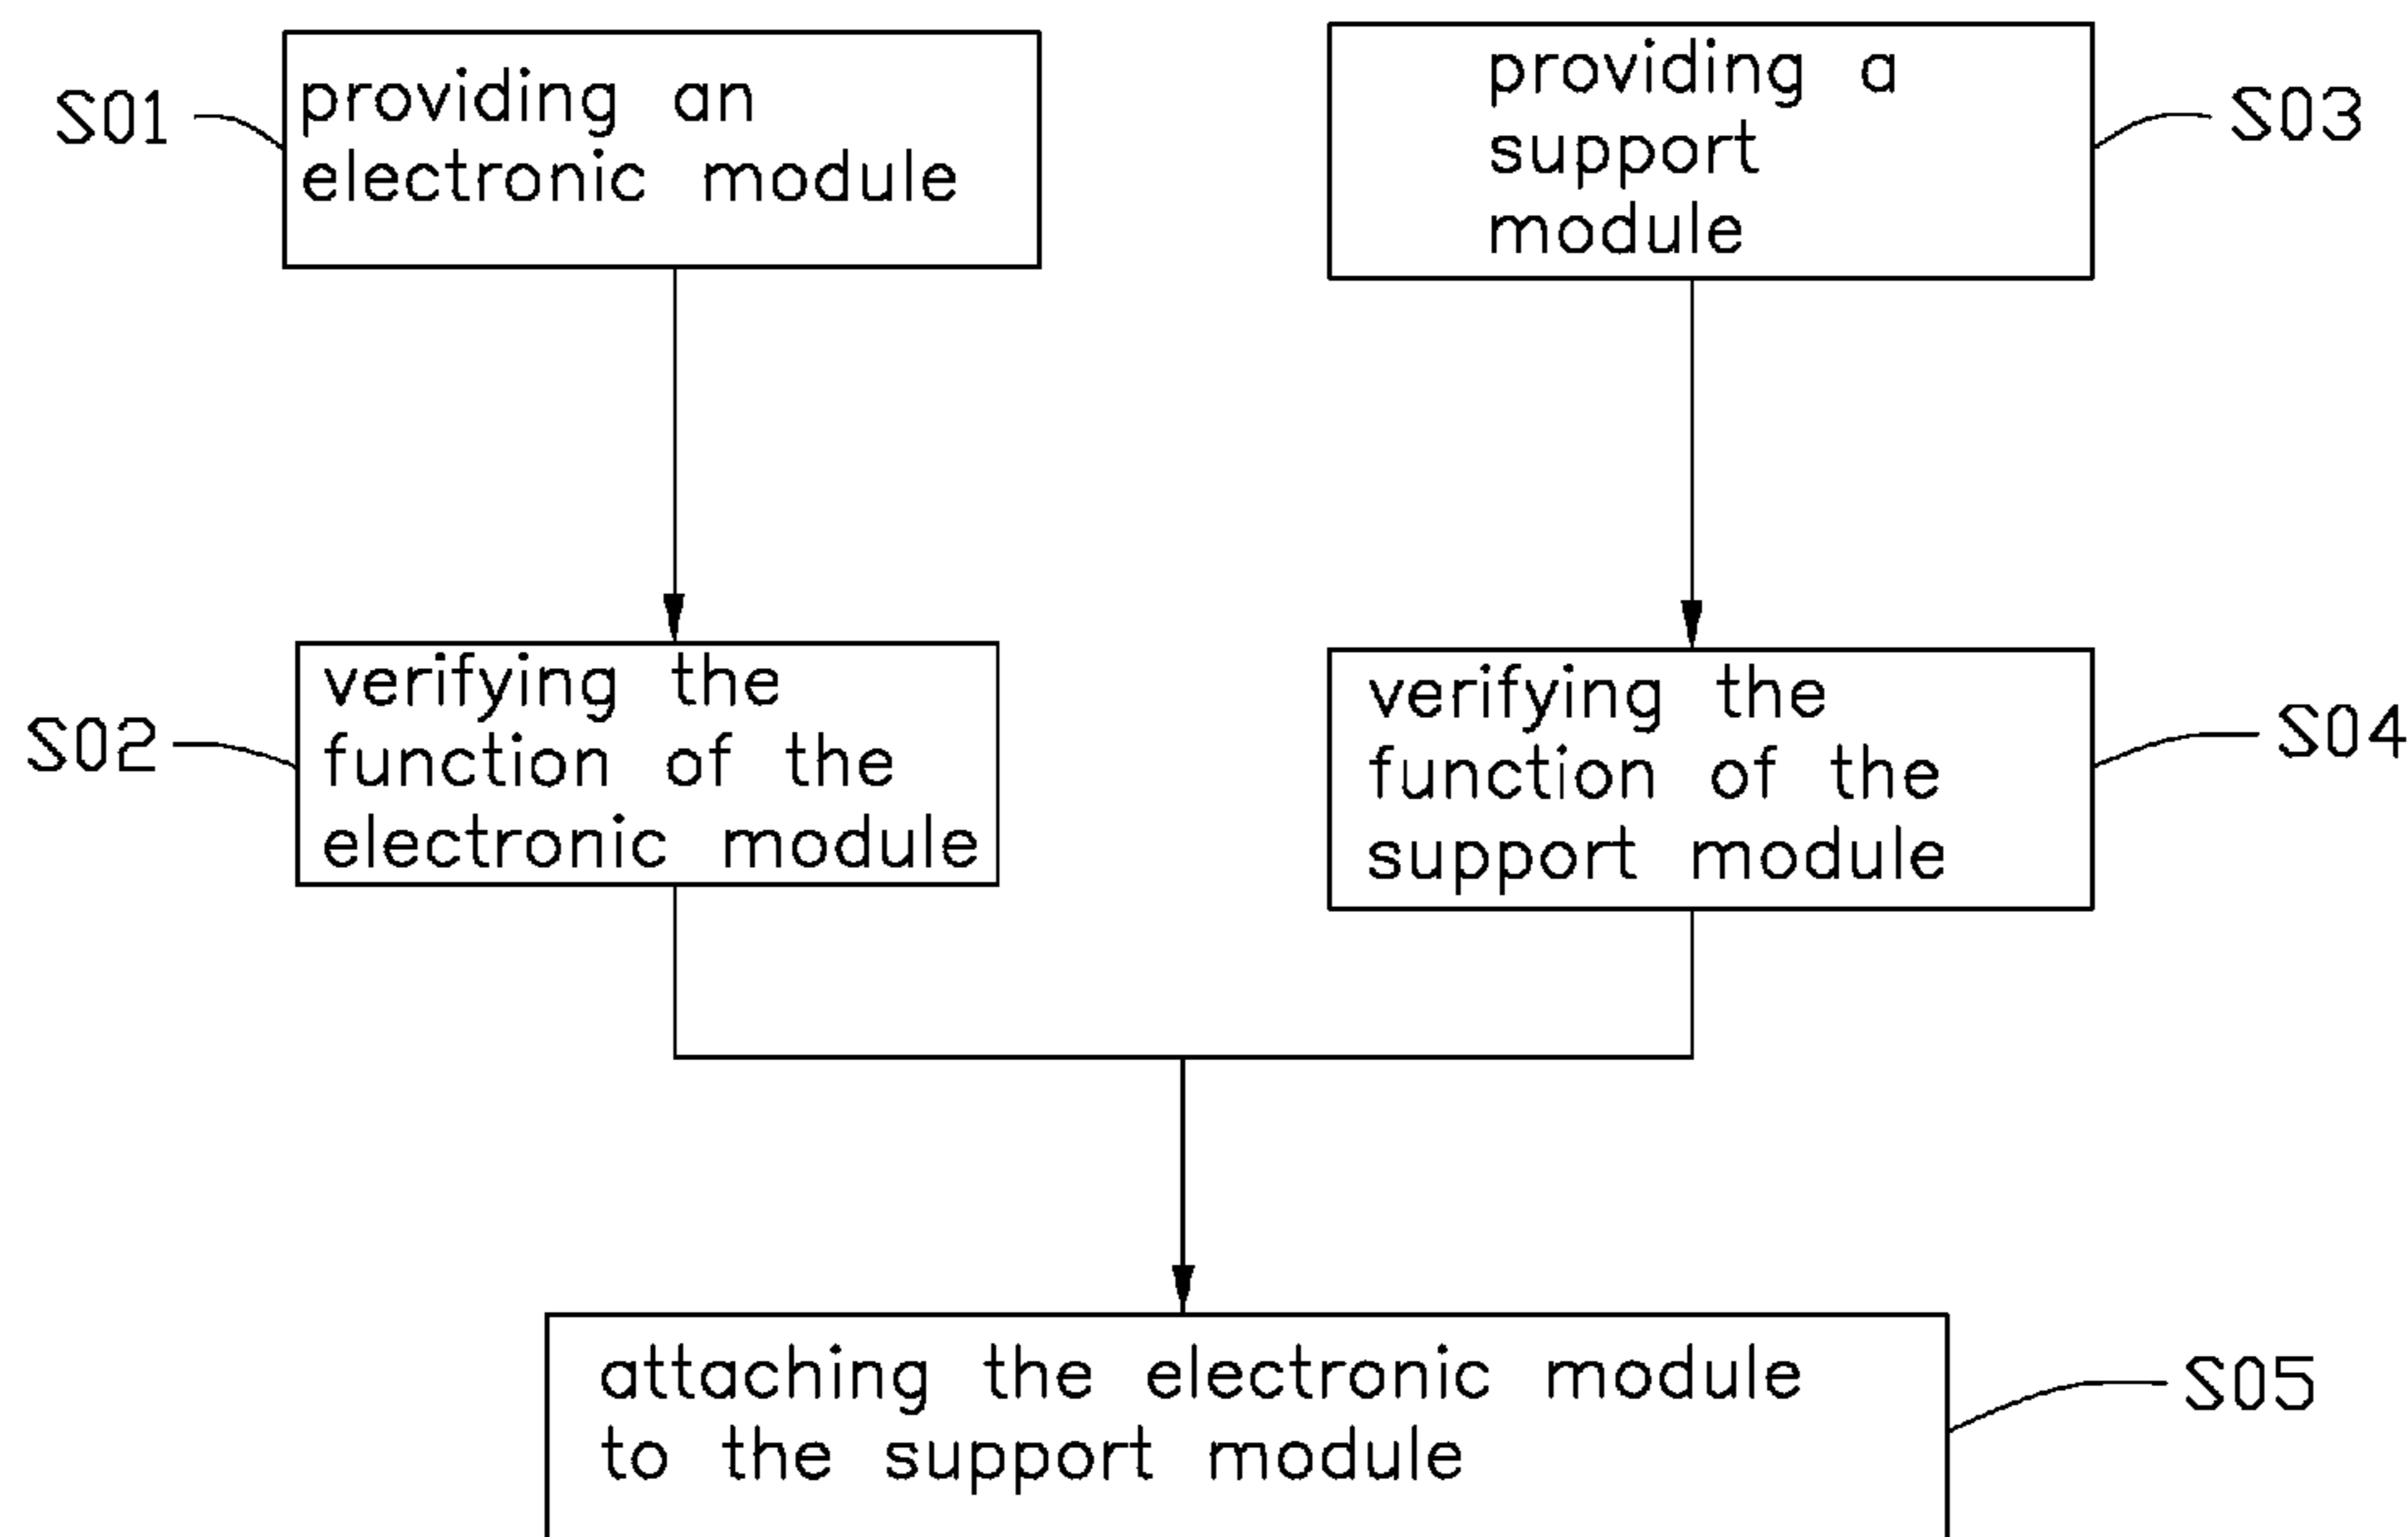 S01
providing an
electronic module
providing a
support
module
S03
S02
verifying the
function of the
electronic module
verifying the
function of the
support module
S04
attaching the electronic module
to the support module
S05